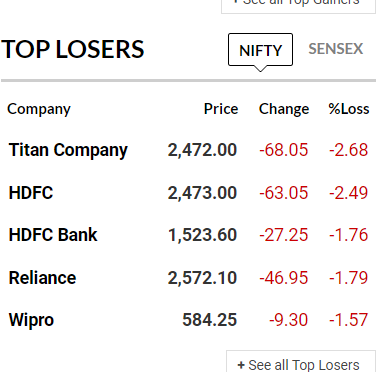 + See all Top Gainers
TOP LOSERS NIFTY SENSEX
Company Price Change %Loss
Titan Company 2,472.00 -68.05 -2.68
HDFC 2,473.00 -63.05 -2.49
HDFC Bank 1,523.60 -27.25 -1.76
Reliance 2,572.10 -46.95 -1.79
Wipro 584.25 -9.30 -1.57
+ See all Top Losers